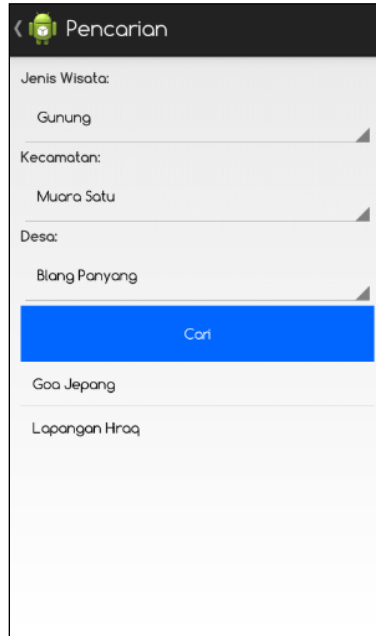 Pencarian
Jenis Wisata:
Gunung
Kecamatan:
Muara Satu
Desa:
Blang Panyang
Cari
Goa Jepang
Lapangan Hraq